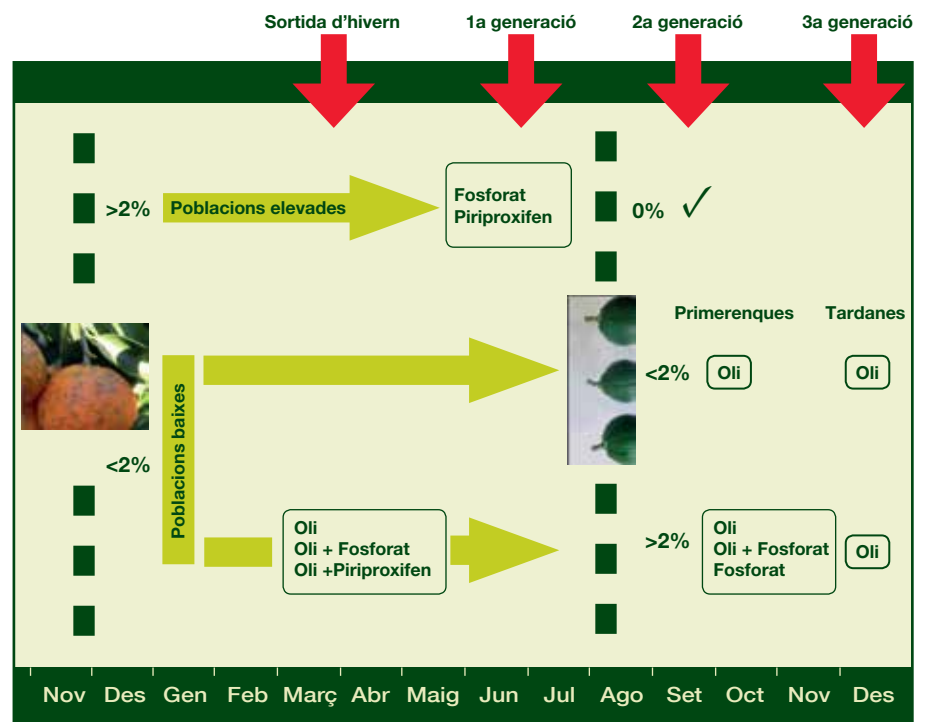 Sortida d’hivern
1a generació
2a generació
3a generació
>2%
Poblacions elevades
Fosforat
Piriproxifen
0%
Primerenques
Tardanes
<2%
Oli
Oli
Poblacions baixes
<2%
Oli
Oli + Fosforat
Oli +Piriproxifen
>2%
Oli
Oli + Fosforat
Fosforat
Oli
Nov Des Gen Feb Març Abr Maig Jun Jul Ago Set Oct Nov Des